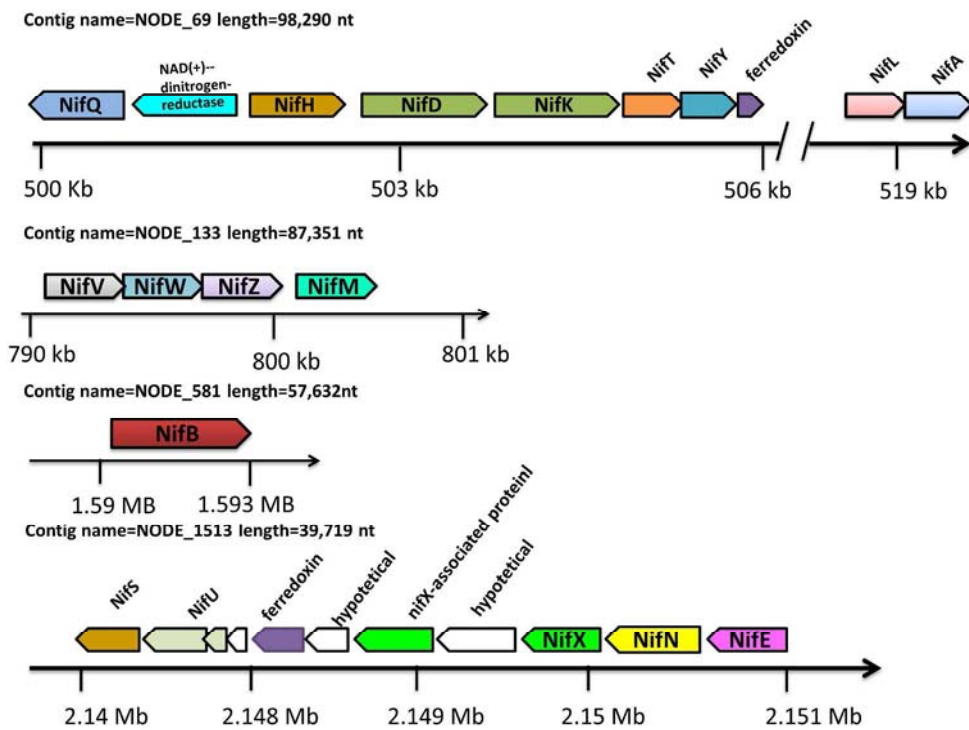 Contig name=NODE_69 length=98,290 nt
NifQ
NAD(+)--
dinitrogen-
reductase
NifH
NifD
NifK
NifT
NifY
ferredoxin
NifL
NifA
500 Kb
503 kb
506 kb
519 kb
Contig name=NODE_133 length=87,351 nt
NifV
NifW
NifZ
NifM
790 kb
800 kb
801 kb
Contig name=NODE_581 length=57,632nt
NifB
1.59 MB
1.593 MB
Contig name=NODE_1513 length=39,719 nt
NifS
NifU
ferredoxin
hypotetical
nifX-associated proteinl
hypotetical
NifX
NifN
NifE
2.14 Mb
2.148 Mb
2.149 Mb
2.15 Mb
2.151 Mb